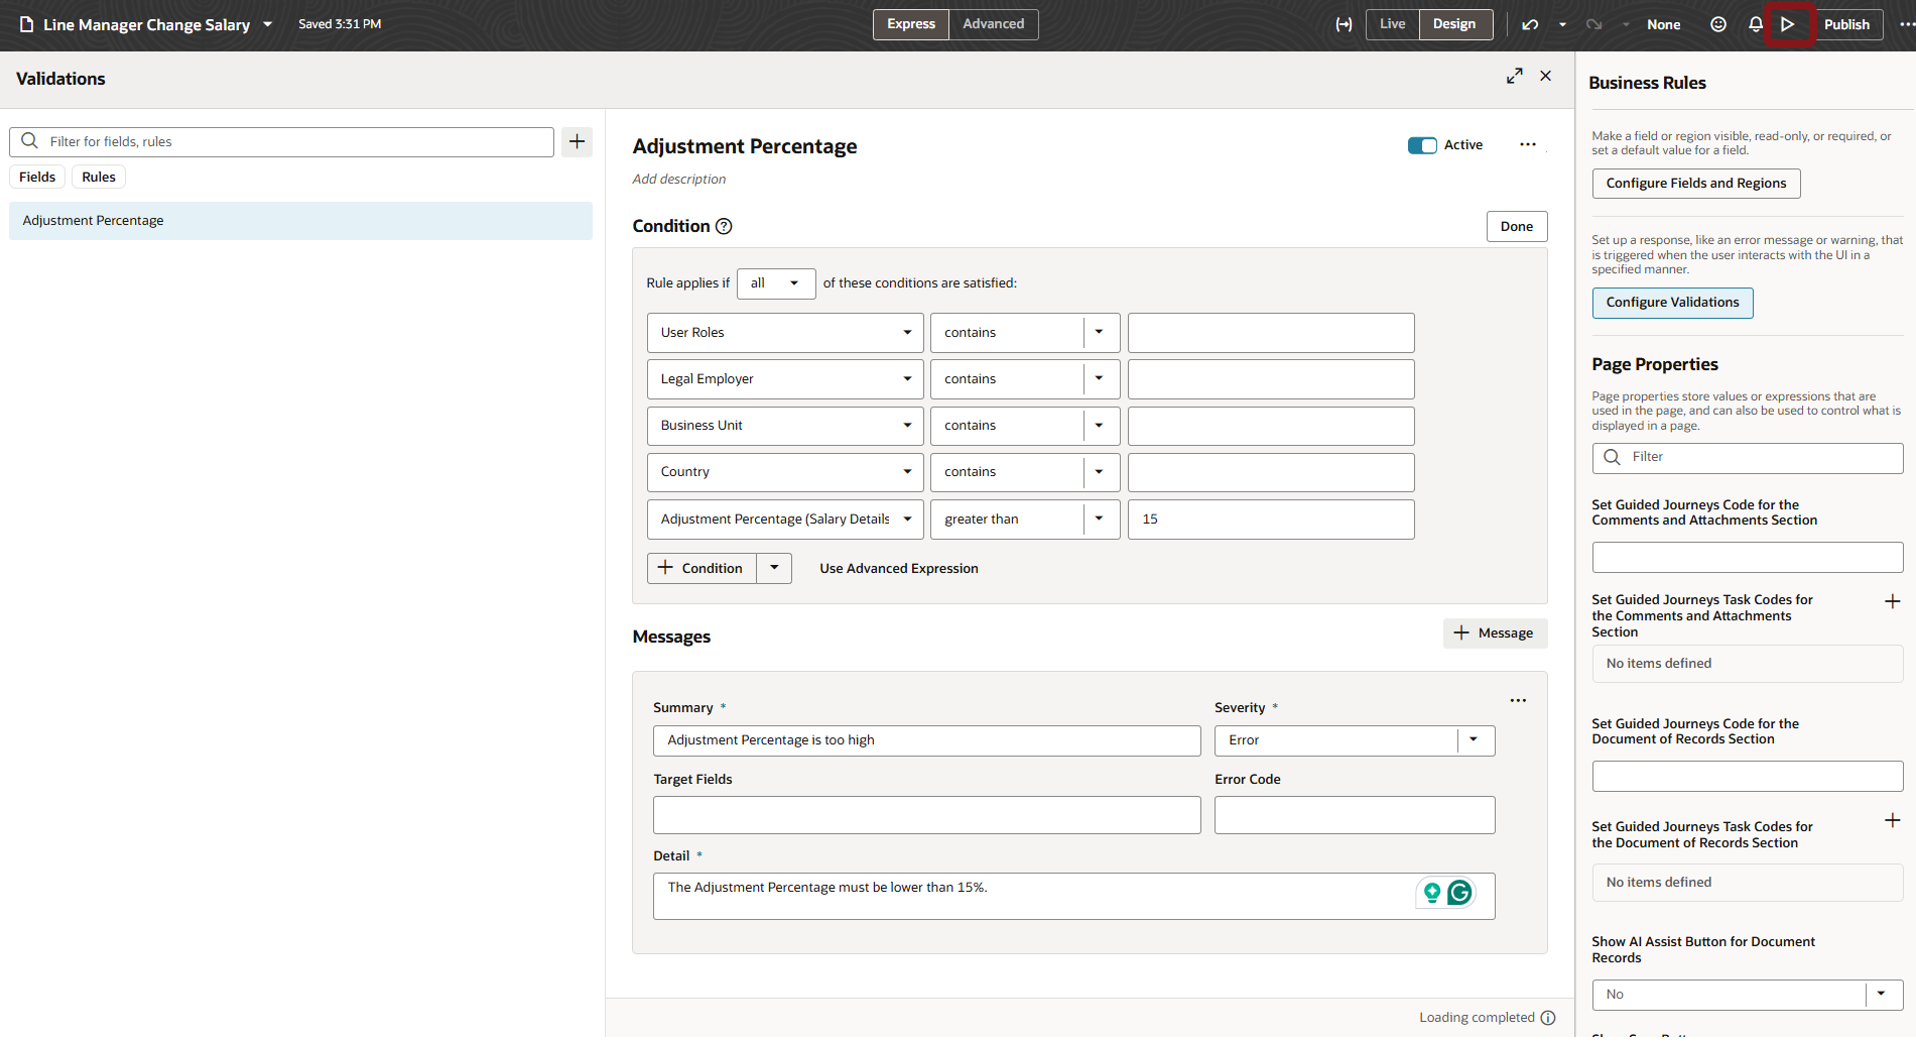 Line Manager Change Salary
Saved 3:31 PM
Express
Advanced
Live
Design
None
Publish
Validations
Filter for fields, rules
Fields
Rules
Adjustment Percentage
Adjustment Percentage
Active
Add description
Condition
Done
Rule applies if all of these conditions are satisfied:
User Roles contains
Legal Employer contains
Business Unit contains
Country contains
Adjustment Percentage (Salary Details greater than 15
Condition
Use Advanced Expression
Messages
Message
Summary *
Severity *
Adjustment Percentage is too high
Error
Target Fields
Error Code
Detail *
The Adjustment Percentage must be lower than 15%.
Loading completed
Business Rules
Make a field or region visible, read-only, or required, or
set a default value for a field.
Configure Fields and Regions
Set up a response, like an error message or warning, that
is triggered when the user interacts with the UI in a
specified manner.
Configure Validations
Page Properties
Page properties store values or expressions that are
used in the page, and can also be used to control what is
displayed in a page.
Filter
Set Guided Journeys Code for the
Comments and Attachments Section
Set Guided Journeys Task Codes for
the Comments and Attachments
Section
No items defined
Set Guided Journeys Code for the
Document of Records Section
Set Guided Journeys Task Codes for
the Document of Records Section
No items defined
Show AI Assist Button for Document
Records
No